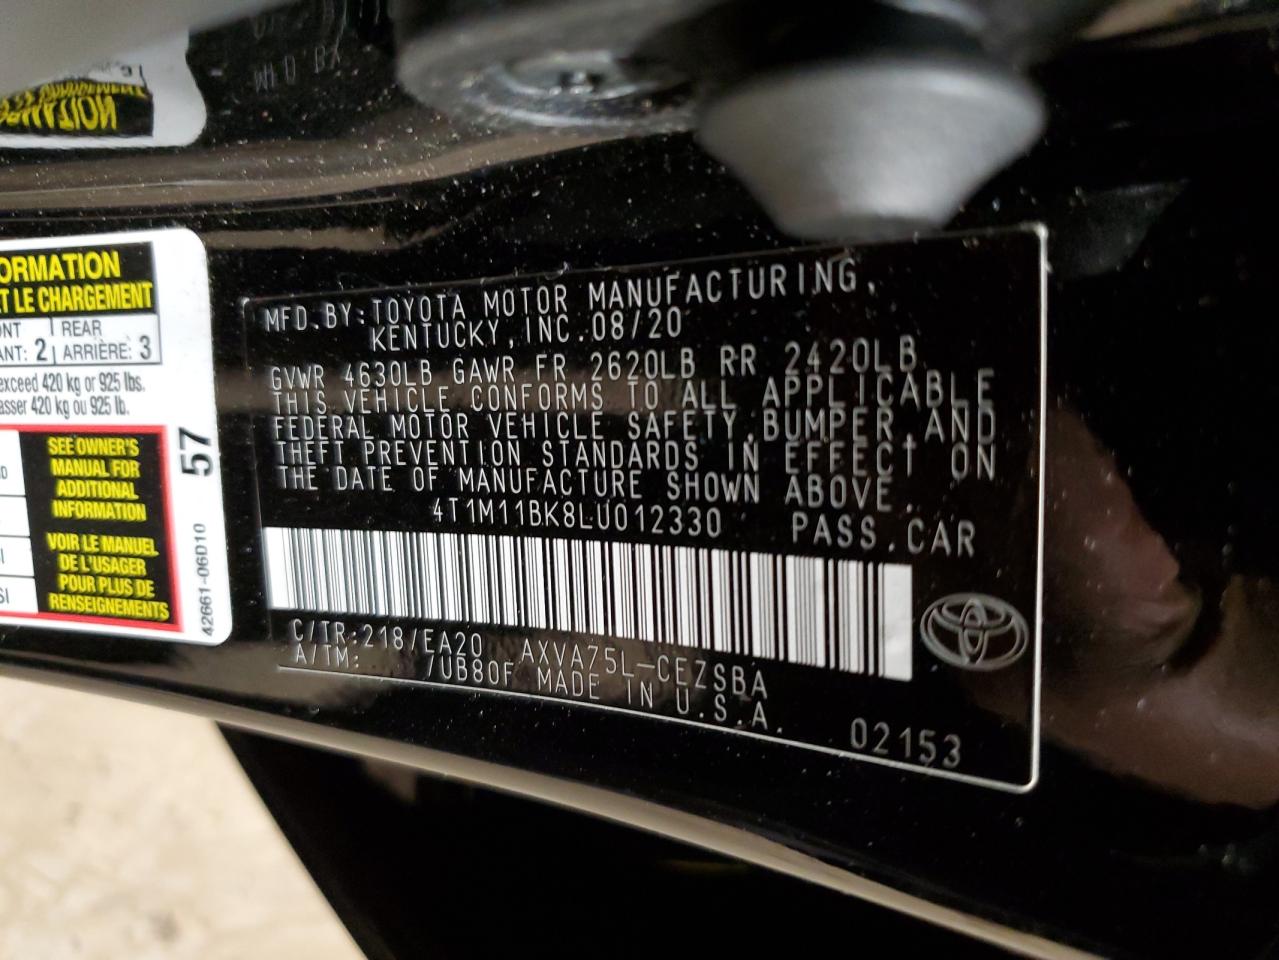 ORMATION
ET LE CHARGEMENT
REAR
ANT: 2 ARRIÈRE: 3
exceed 420 kg or 925 lbs.
asser 420 kg ou 925 lb.
SEE OWNER'S
MANUAL FOR
ADDITIONAL
INFORMATION
VOIR LE MANUEL
DE L'USAGER
POUR PLUS DE
RENSEIGNEMENTS
57
42661-06D10
MFD.BY:TOYOTA MOTOR MANUFACTURING,
KENTUCKY,INC.08/20
GVWR 4630LB GAWR FR 2620LB RR 2420LB
THIS VEHICLE CONFORMS TO ALL APPLICABLE
FEDERAL MOTOR VEHICLE SAFETY,BUMPER,AND
THEFT PREVENTION STANDARDS IN EFFECT ON
THE DATE OF MANUFACTURE SHOWN ABOVE.
4T1M11BK8LU012330 PASS.CAR
C/TR:218/EA20 AXVA75L-CEZSBA
A/TM: /UB80F MADE IN U.S.A.
02153